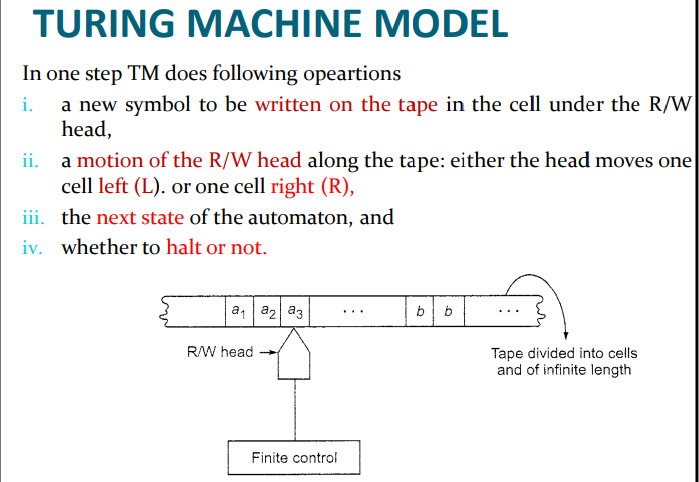 TURING MACHINE MODEL
In one step TM does following opeartions
i. a new symbol to be written on the tape in the cell under the R/W
head,
ii. a motion of the R/W head along the tape: either the head moves one
cell left (L). or one cell right (R),
iii. the next state of the automaton, and
iv. whether to halt or not.
a₁ a₂ a₃ ... b b ...
R/W head
Tape divided into cells
and of infinite length
Finite control